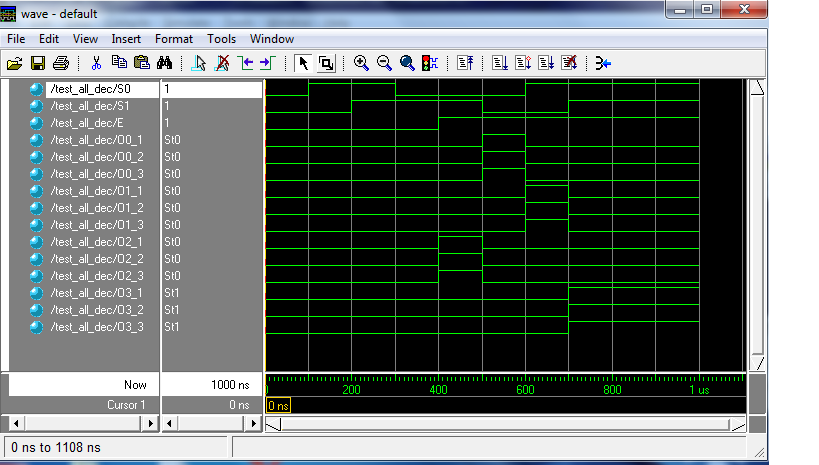 wave - default
File Edit View Insert Format Tools Window
/test_all_dec/S0 1
/test_all_dec/S1 1
/test_all_dec/E 1
/test_all_dec/O0_1 St0
/test_all_dec/O0_2 St0
/test_all_dec/O0_3 St0
/test_all_dec/O1_1 St0
/test_all_dec/O1_2 St0
/test_all_dec/O1_3 St0
/test_all_dec/O2_1 St0
/test_all_dec/O2_2 St0
/test_all_dec/O2_3 St0
/test_all_dec/O3_1 St1
/test_all_dec/O3_2 St1
/test_all_dec/O3_3 St1
Now 1000 ns 200 400 600 800 1 us
Cursor 1 0 ns 0 ns
0 ns to 1108 ns